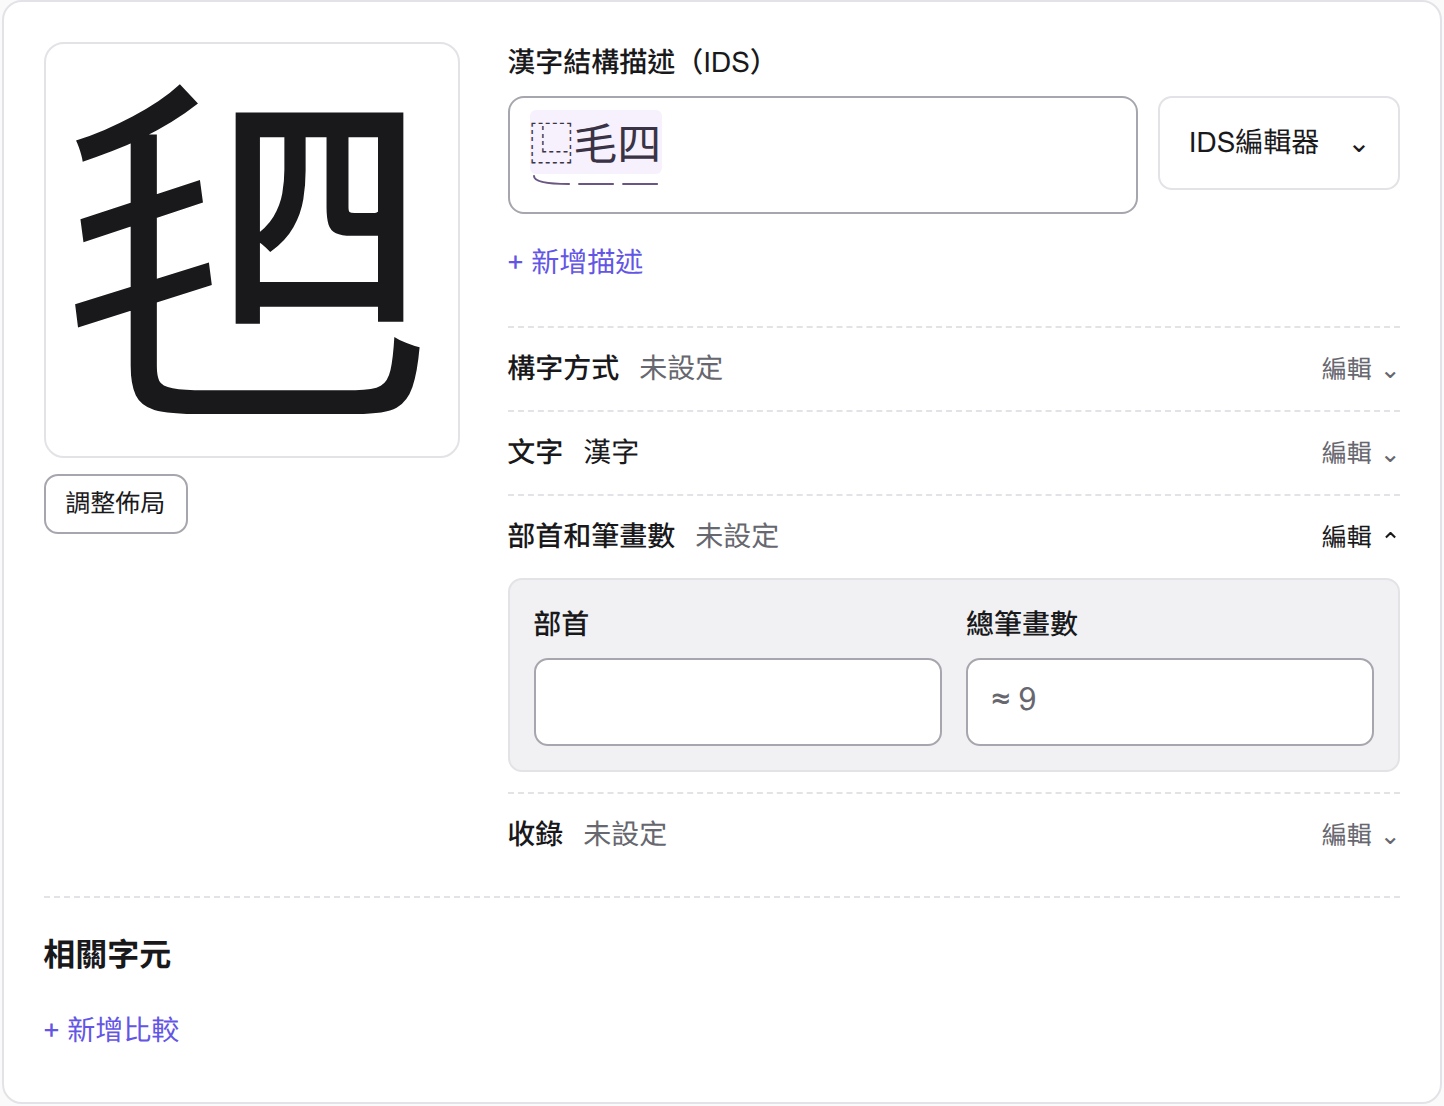 漢字結構描述（IDS）
⿺毛四
IDS編輯器
+ 新增描述
構字方式 未設定 編輯
文字 漢字 編輯
部首和筆畫數 未設定 編輯
部首 總筆畫數
≈ 9
收錄 未設定 編輯
調整佈局
相關字元
+ 新增比較